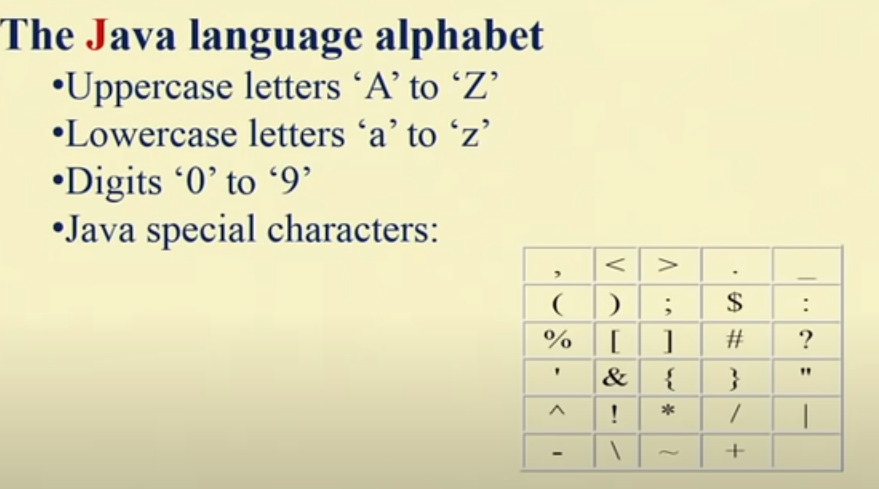 The Java language alphabet
•Uppercase letters ‘A’ to ‘Z’
•Lowercase letters ‘a’ to ‘z’
•Digits ‘0’ to ‘9’
•Java special characters:
, < > . _
( ) ; $ :
% [ ] # ?
' & { } "
^ ! * / |
- \ ~ +